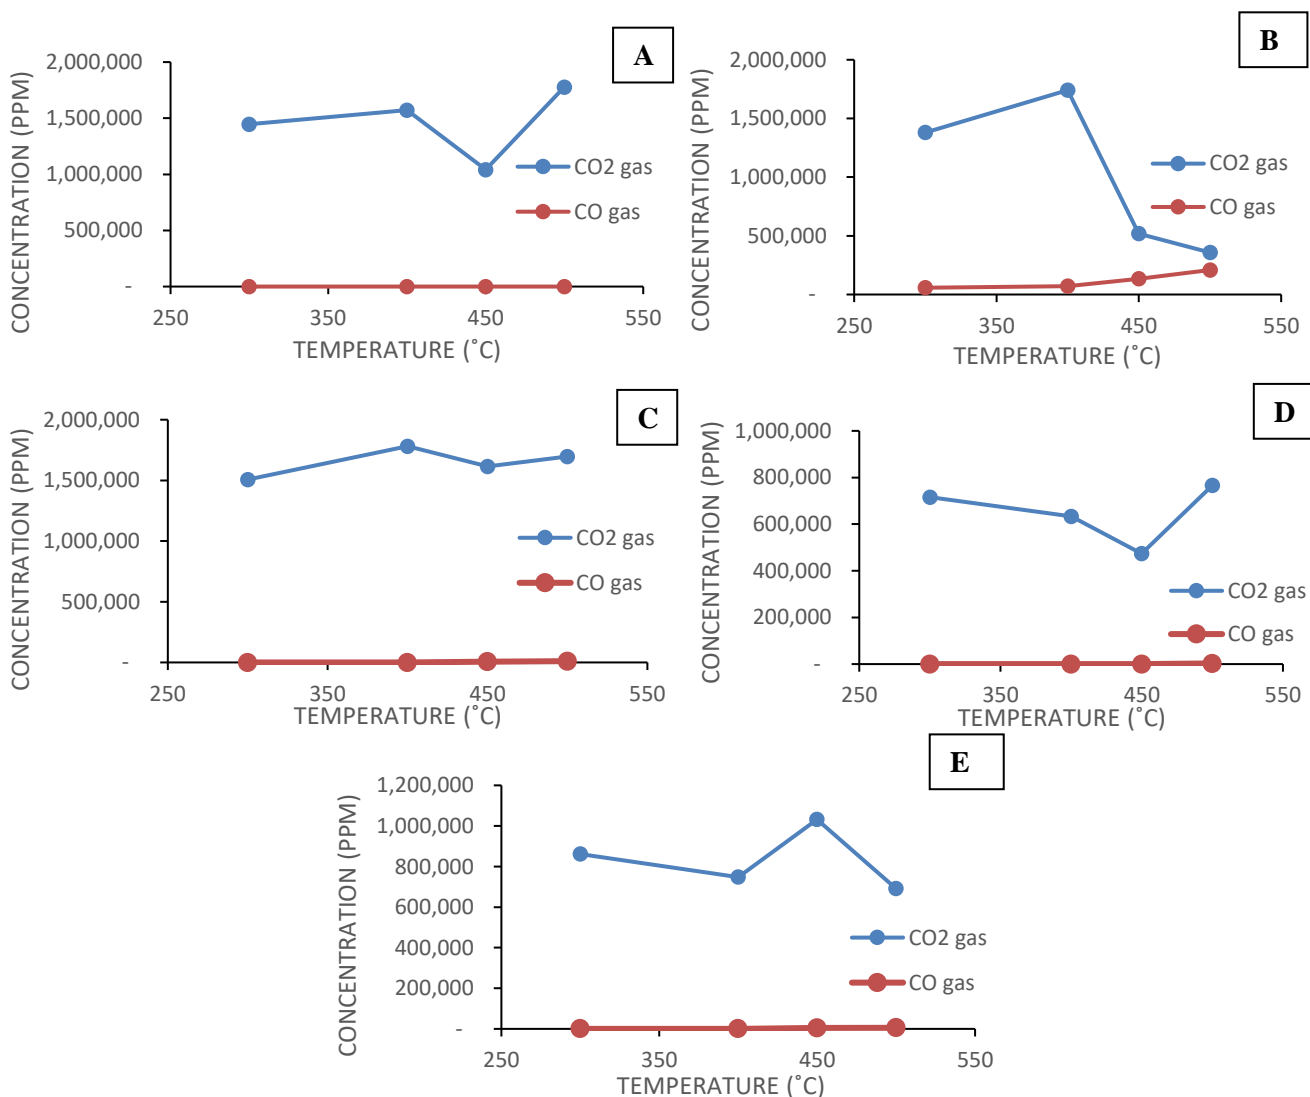 A
CONCENTRATION (PPM)
2,000,000
1,500,000
1,000,000
500,000
-
CO2 gas
CO gas
250 350 450 550
TEMPERATURE (˚C)
B
CONCENTRATION (PPM)
2,000,000
1,500,000
1,000,000
500,000
-
CO2 gas
CO gas
250 350 450 550
TEMPERATURE (˚C)
C
CONCENTRATION (PPM)
2,000,000
1,500,000
1,000,000
500,000
-
CO2 gas
CO gas
250 350 450 550
TEMPERATURE (˚C)
D
CONCENTRATION (PPM)
1,000,000
800,000
600,000
400,000
200,000
-
CO2 gas
CO gas
250 350 450 550
TEMPERATURE (˚C)
E
CONCENTRATION (PPM)
1,200,000
1,000,000
800,000
600,000
400,000
200,000
-
CO2 gas
CO gas
250 350 450 550
TEMPERATURE (˚C)